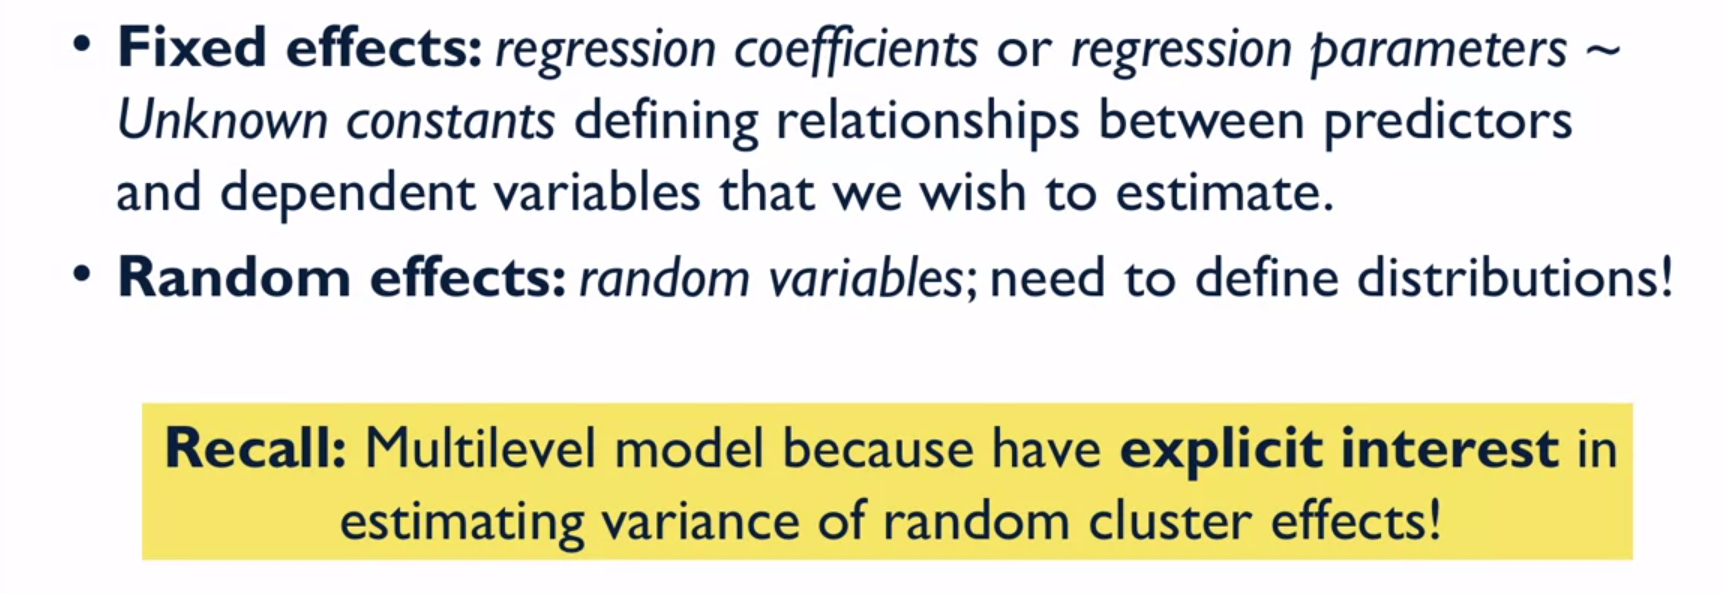 • Fixed effects: regression coefficients or regression parameters ~
Unknown constants defining relationships between predictors
and dependent variables that we wish to estimate.
• Random effects: random variables; need to define distributions!
Recall: Multilevel model because have explicit interest in
estimating variance of random cluster effects!